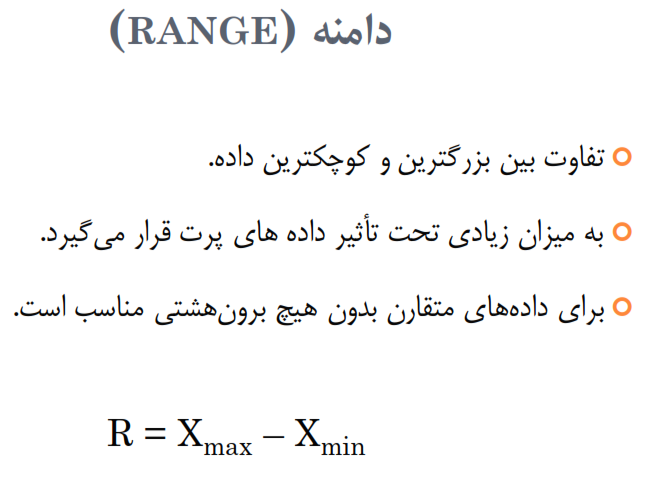 دامنه (RANGE)
تفاوت بین بزرگترین و کوچکترین داده.
به میزان زیادی تحت تأثیر داده های پرت قرار می‌گیرد.
برای داده‌های متقارن بدون هیچ برون‌هشتی مناسب است.
R = Xmax – Xmin